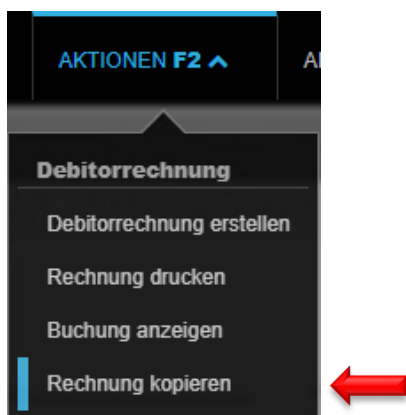 AKTIONEN F2
Debitorrechnung
Debitorrechnung erstellen
Rechnung drucken
Buchung anzeigen
Rechnung kopieren